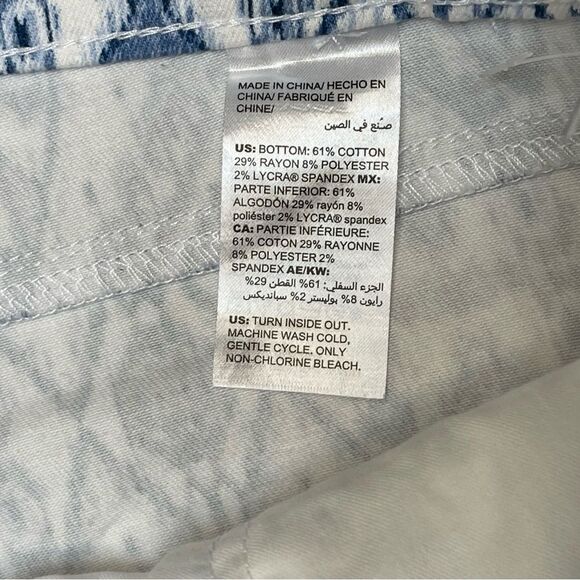 MADE IN CHINA/ HECHO EN
CHINA/ FABRIQUÉ EN
CHINE/
صُنع في الصين
US: BOTTOM: 61% COTTON
29% RAYON 8% POLYESTER
2% LYCRA® SPANDEX MX:
PARTE INFERIOR: 61%
ALGODÓN 29% rayón 8%
poliéster 2% LYCRA® spandex
CA: PARTIE INFÉRIEURE:
61% COTON 29% RAYONNE
8% POLYESTER 2%
SPANDEX AE/KW:
الجزء السفلي: 61% القطن 29%
رايون 8% بوليستر 2% سبانديكس
US: TURN INSIDE OUT.
MACHINE WASH COLD,
GENTLE CYCLE, ONLY
NON-CHLORINE BLEACH.